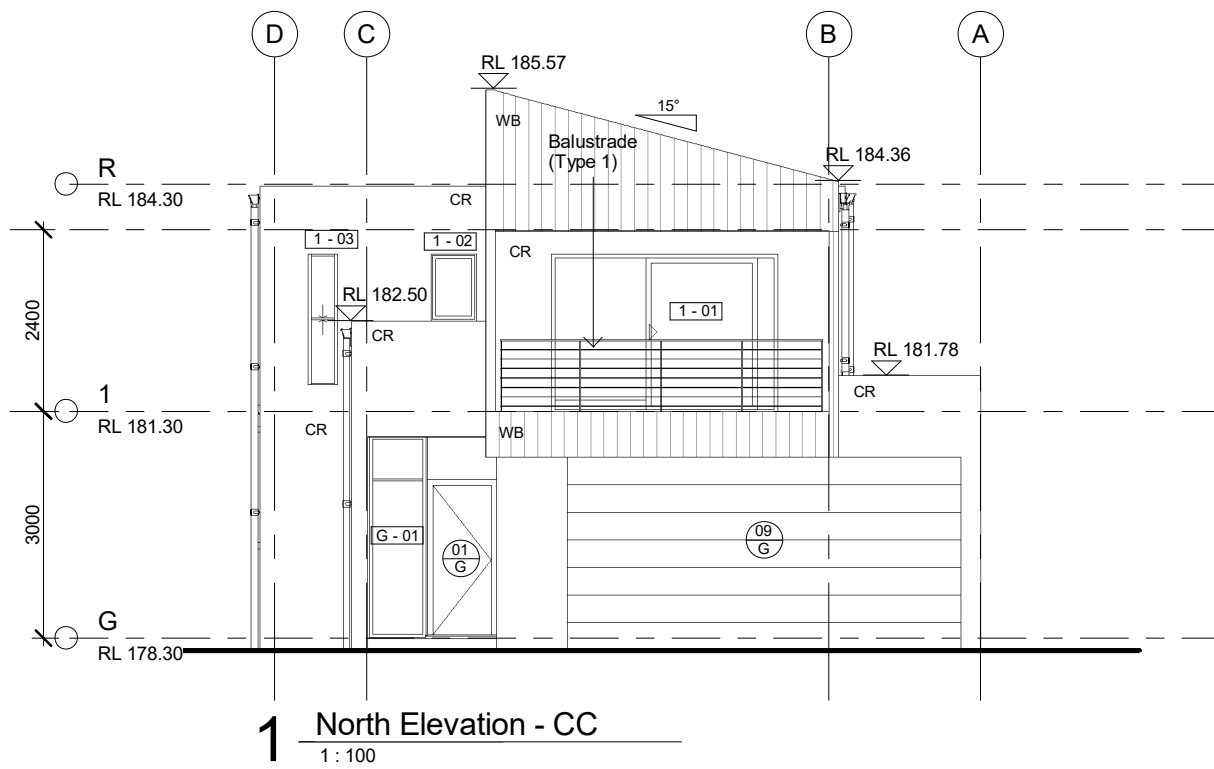 D
C
B
A
RL 185.57
15°
WB
Balustrade
(Type 1)
RL 184.36
R
RL 184.30
CR
1 - 03
1 - 02
CR
RL 182.50
1 - 01
2400
CR
RL 181.78
CR
1
RL 181.30
CR
WB
3000
G - 01
01
G
09
G
G
RL 178.30
1
North Elevation - CC
1 : 100